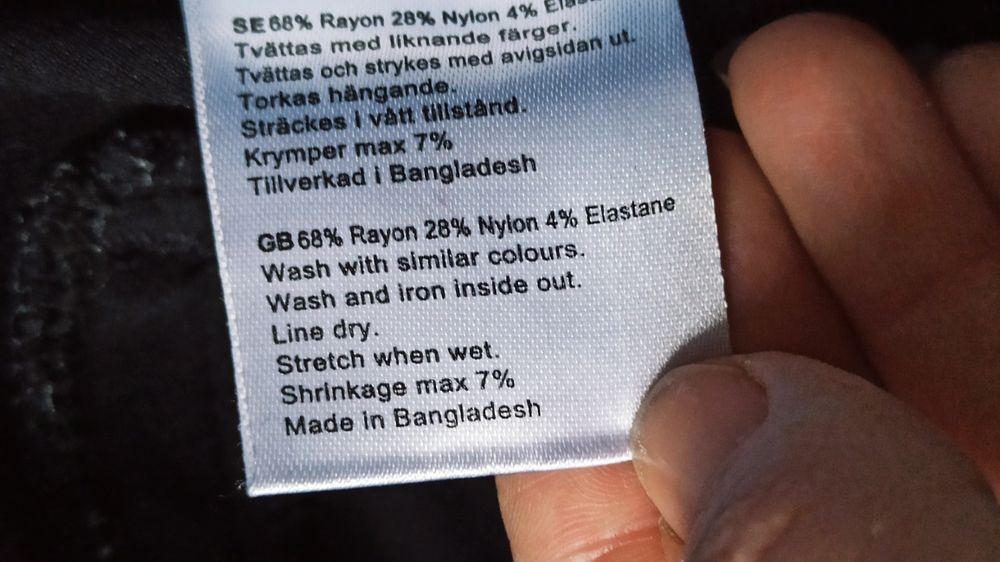 SE 68% Rayon 28% Nylon 4%
Tvättas med liknande färger.
Tvättas och strykes med avigsidan ut.
Torkas hängande.
Sträckes i vått tillstånd.
Krymper max 7%
Tillverkad i Bangladesh
GB 68% Rayon 28% Nylon 4% Elastane
Wash with similar colours.
Wash and iron inside out.
Line dry.
Stretch when wet.
Shrinkage max 7%
Made in Bangladesh